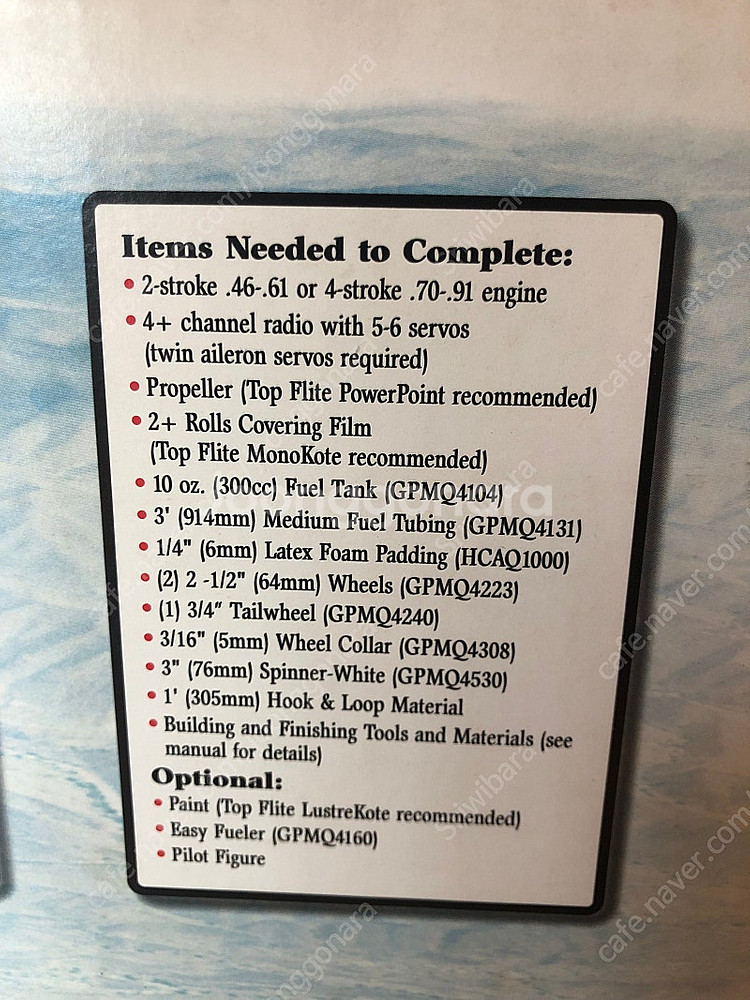 Items Needed to Complete:
• 2-stroke .46-.61 or 4-stroke .70-.91 engine
• 4+ channel radio with 5-6 servos
(twin aileron servos required)
• Propeller (Top Flite PowerPoint recommended)
• 2+ Rolls Covering Film
(Top Flite MonoKote recommended)
• 10 oz. (300cc) Fuel Tank (GPMQ4104)
• 3' (914mm) Medium Fuel Tubing (GPMQ4131)
• 1/4" (6mm) Latex Foam Padding (HCAQ1000)
• (2) 2 -1/2" (64mm) Wheels (GPMQ4223)
• (1) 3/4" Tailwheel (GPMQ4240)
• 3/16" (5mm) Wheel Collar (GPMQ4308)
• 3" (76mm) Spinner-White (GPMQ4530)
• 1' (305mm) Hook & Loop Material
• Building and Finishing Tools and Materials (see
manual for details)
Optional:
• Paint (Top Flite LustreKote recommended)
• Easy Fueler (GPMQ4160)
• Pilot Figure
cafe.naver.com
Sriwibara